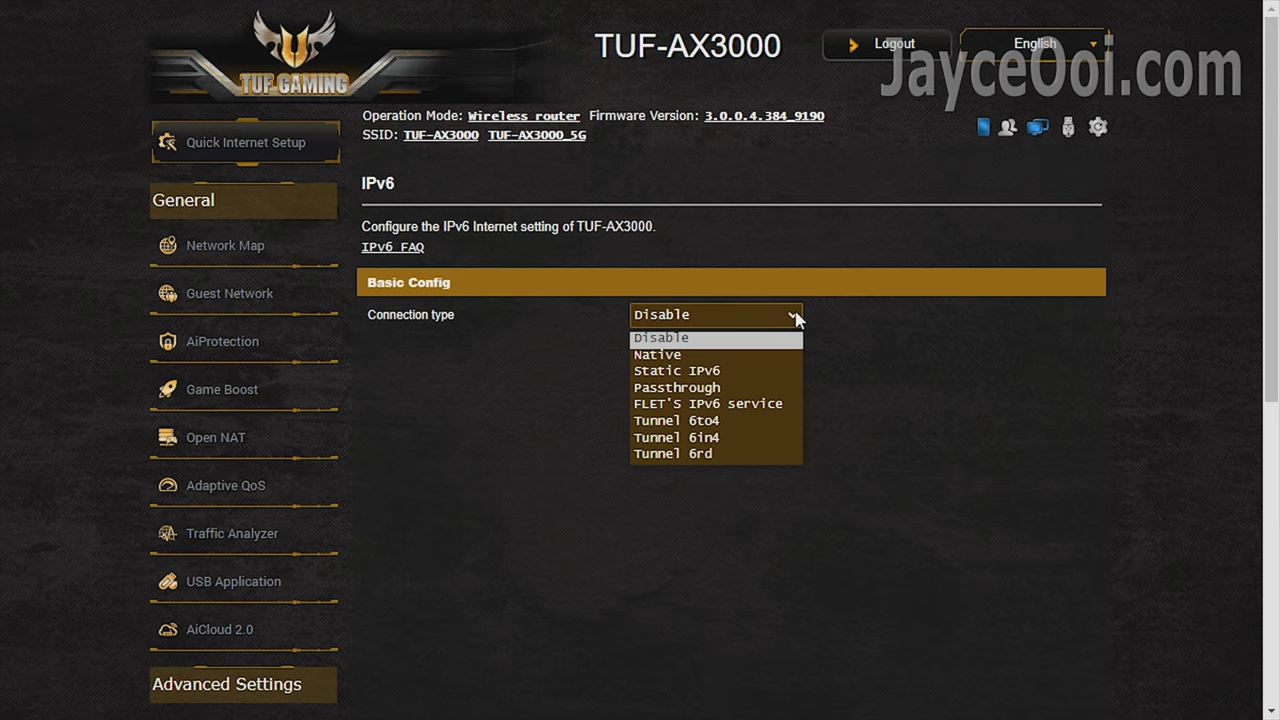 TUF GAMING
TUF-AX3000
Logout
English
JayceOoi.com
Operation Mode: Wireless router Firmware Version: 3.0.0.4.384_9190
SSID: TUF-AX3000 TUF-AX3000_5G
Quick Internet Setup
General
Network Map
Guest Network
AiProtection
Game Boost
Open NAT
Adaptive QoS
Traffic Analyzer
USB Application
AiCloud 2.0
Advanced Settings
IPv6
Configure the IPv6 Internet setting of TUF-AX3000.
IPv6 FAQ
Basic Config
Connection type
Disable
Disable
Native
Static IPv6
Passthrough
FLET'S IPv6 service
Tunnel 6to4
Tunnel 6in4
Tunnel 6rd